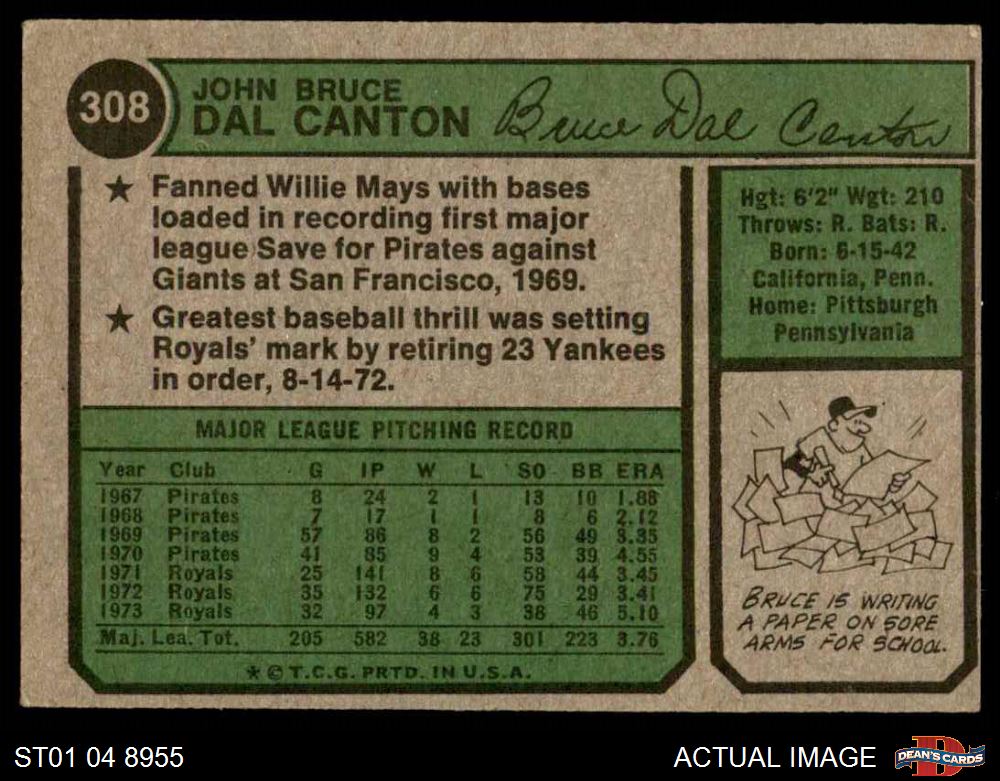 308
JOHN BRUCE
DAL CANTON
Bruce Dal Canton
★ Fanned Willie Mays with bases
loaded in recording first major
league Save for Pirates against
Giants at San Francisco, 1969.
★ Greatest baseball thrill was setting
Royals' mark by retiring 23 Yankees
in order, 8-14-72.
Hgt: 6'2" Wgt: 210
Throws: R. Bats: R.
Born: 6-15-42
California, Penn.
Home: Pittsburgh
Pennsylvania
MAJOR LEAGUE PITCHING RECORD
Year Club G IP W L SO BB ERA
1967 Pirates 8 24 2 1 13 10 1.88
1968 Pirates 7 17 1 1 8 6 2.12
1969 Pirates 57 86 8 2 56 49 3.35
1970 Pirates 41 85 9 4 53 39 4.55
1971 Royals 25 141 8 6 58 44 3.45
1972 Royals 35 132 6 6 75 29 3.41
1973 Royals 32 97 4 3 38 46 5.10
Maj. Lea. Tot. 205 582 38 23 301 223 3.76
★ © T.C.G. PRTD. IN U.S.A.
BRUCE IS WRITING
A PAPER ON SORE
ARMS FOR SCHOOL.
ST01 04 8955
ACTUAL IMAGE
D
DEAN'S CARDS